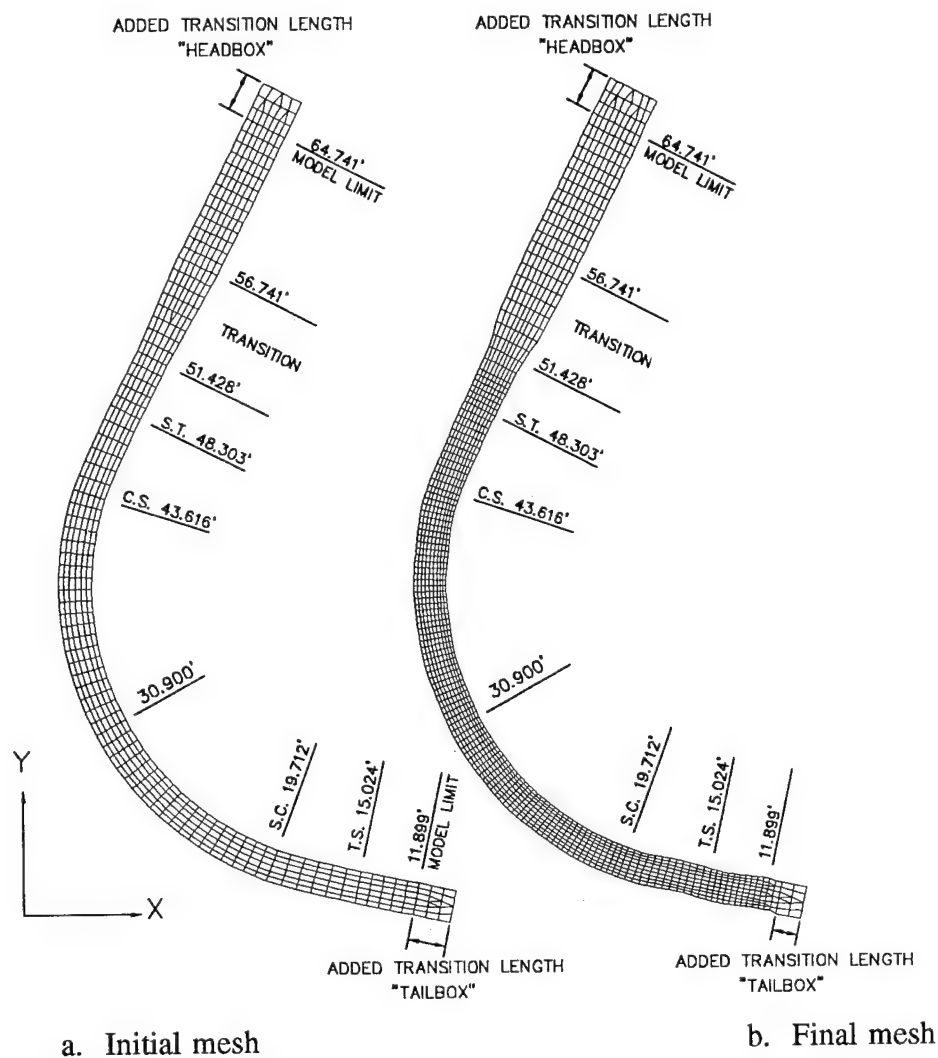 ADDED TRANSITION LENGTH
"HEADBOX"
64.741'
MODEL LIMIT
56.741'
TRANSITION
51.428'
S.T. 48.303'
C.S. 43.616'
30.900'
S.C. 19.712'
T.S. 15.024'
11.899'
MODEL LIMIT
Y
X
ADDED TRANSITION LENGTH
"TAILBOX"
a. Initial mesh
ADDED TRANSITION LENGTH
"HEADBOX"
64.741'
MODEL LIMIT
56.741'
TRANSITION
51.428'
S.T. 48.303'
C.S. 43.616'
30.900'
S.C. 19.712'
T.S. 15.024'
11.899'
ADDED TRANSITION LENGTH
"TAILBOX"
b. Final mesh